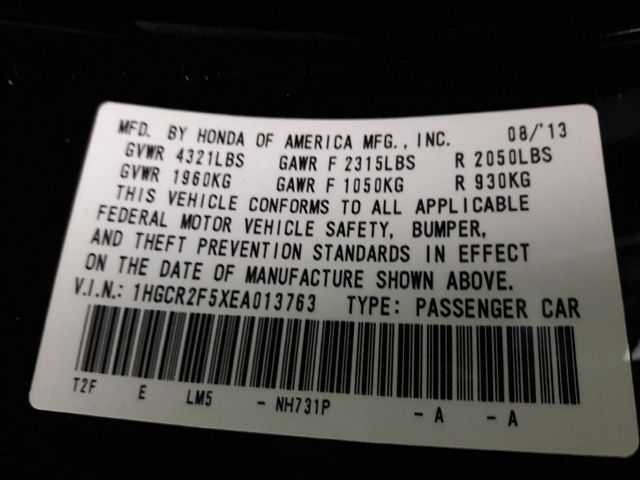 MFD. BY HONDA OF AMERICA MFG., INC. 08/'13
GVWR 4321LBS GAWR F 2315LBS R 2050LBS
GVWR 1960KG GAWR F 1050KG R 930KG
THIS VEHICLE CONFORMS TO ALL APPLICABLE
FEDERAL MOTOR VEHICLE SAFETY, BUMPER,
AND THEFT PREVENTION STANDARDS IN EFFECT
ON THE DATE OF MANUFACTURE SHOWN ABOVE.
V.I.N.: 1HGCR2F5XEA013763 TYPE: PASSENGER CAR
T2F E LM5 - NH731P - A - A